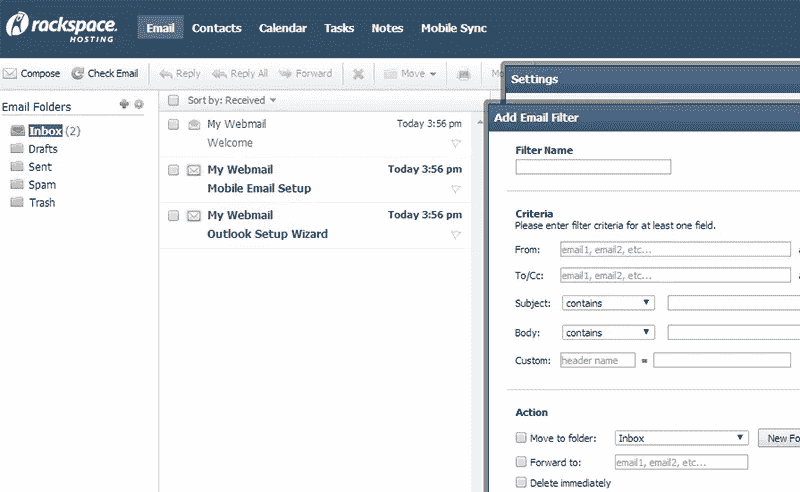 rackspace.
HOSTING
Email Contacts Calendar Tasks Notes Mobile Sync
Compose Check Email Reply Reply All Forward Move
Email Folders
Inbox (2)
Drafts
Sent
Spam
Trash
Sort by: Received
My Webmail Today 3:56 pm
Welcome
My Webmail Today 3:56 pm
Mobile Email Setup
My Webmail Today 3:56 pm
Outlook Setup Wizard
Settings
Add Email Filter
Filter Name
Criteria
Please enter filter criteria for at least one field.
From: email1, email2, etc...
To/Cc: email1, email2, etc...
Subject: contains
Body: contains
Custom: header name =
Action
Move to folder: Inbox New Fo
Forward to: email1, email2, etc...
Delete immediately